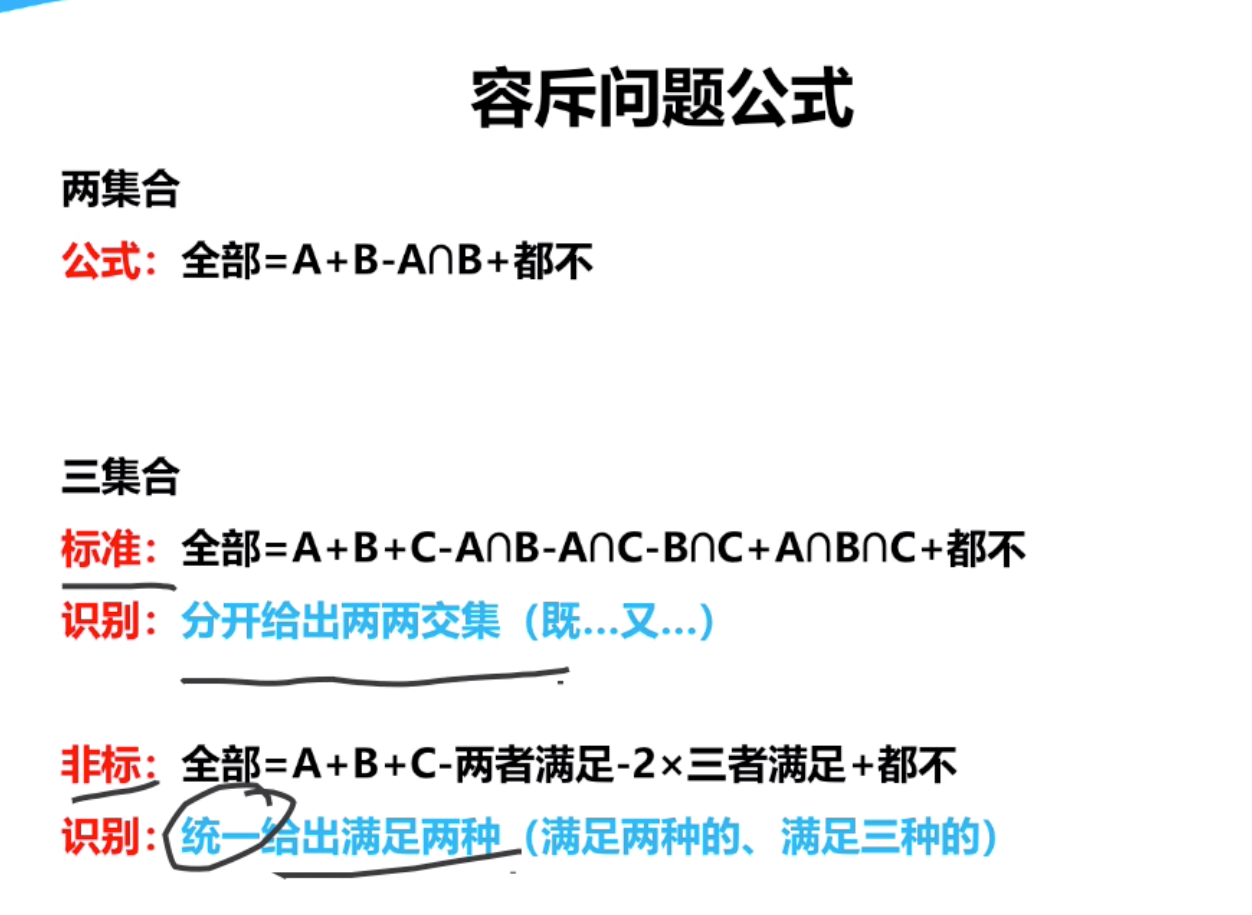 容斥问题公式
两集合
公式：全部=A+B-A∩B+都不
三集合
标准：全部=A+B+C-A∩B-A∩C-B∩C+A∩B∩C+都不
识别：分开给出两两交集（既...又...）
非标：全部=A+B+C-两者满足-2×三者满足+都不
识别：统一给出满足两种（满足两种的、满足三种的）